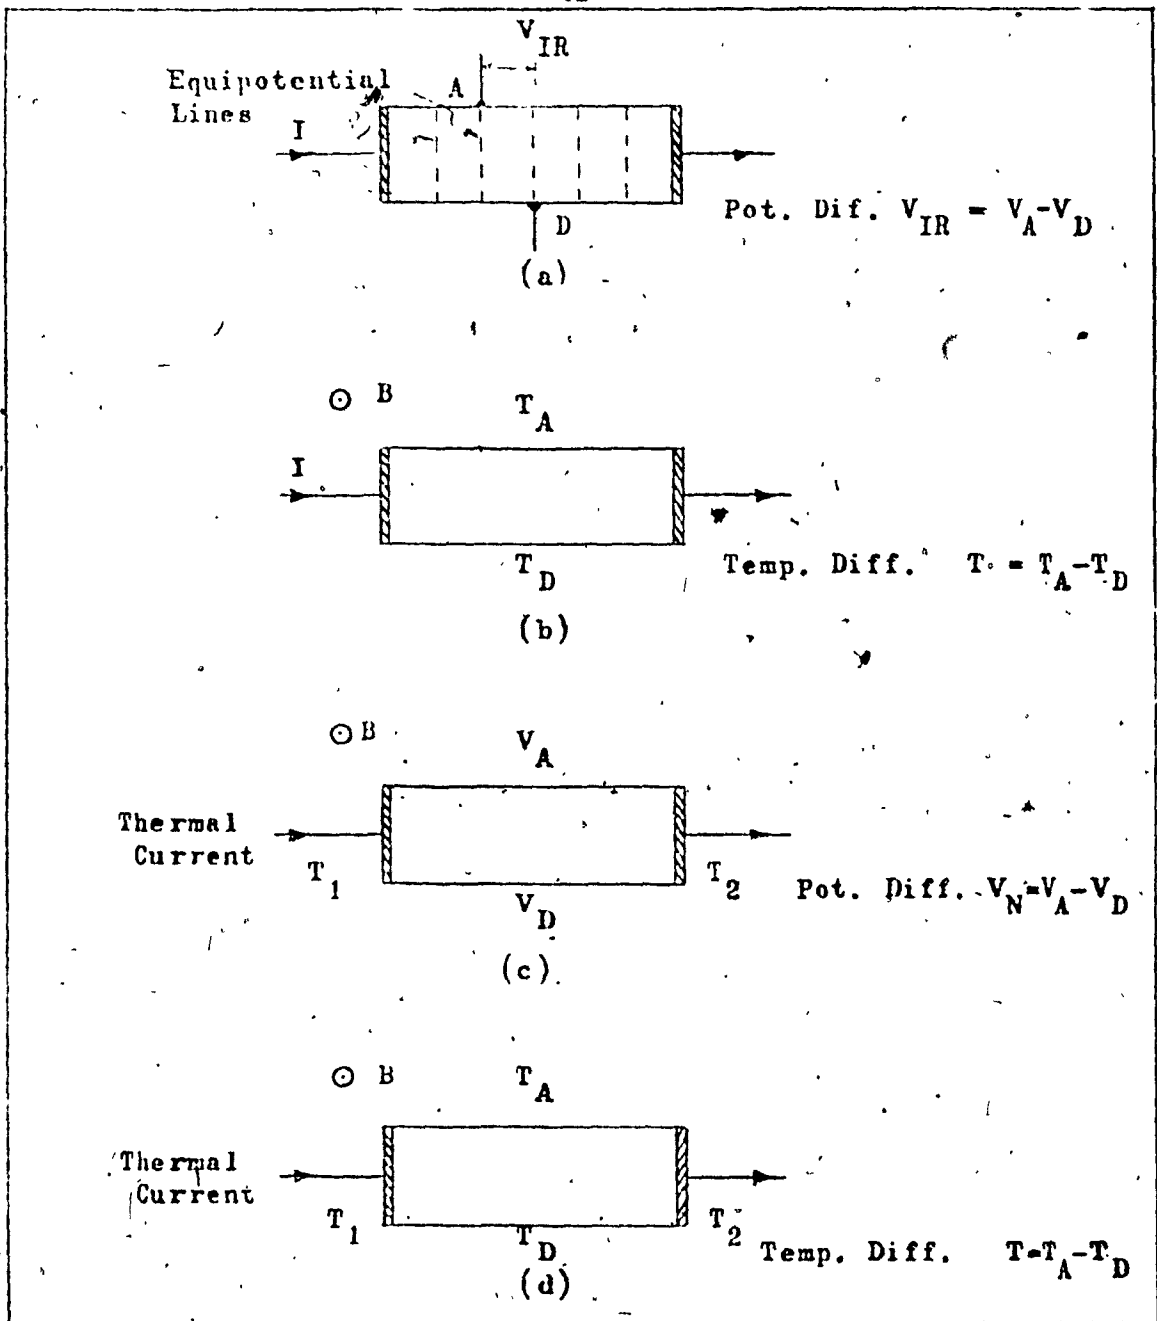 V_IR
Equipotential
Lines
A
I
D
Pot. Dif. V_IR = V_A-V_D
(a)
B
T_A
I
T_D
Temp. Diff. T = T_A-T_D
(b)
B
V_A
Thermal
Current
T_1
T_2
V_D
Pot. Diff. V_N=V_A-V_D
(c)
B
T_A
Thermal
Current
T_1
T_2
T_D
Temp. Diff. T=T_A-T_D
(d)